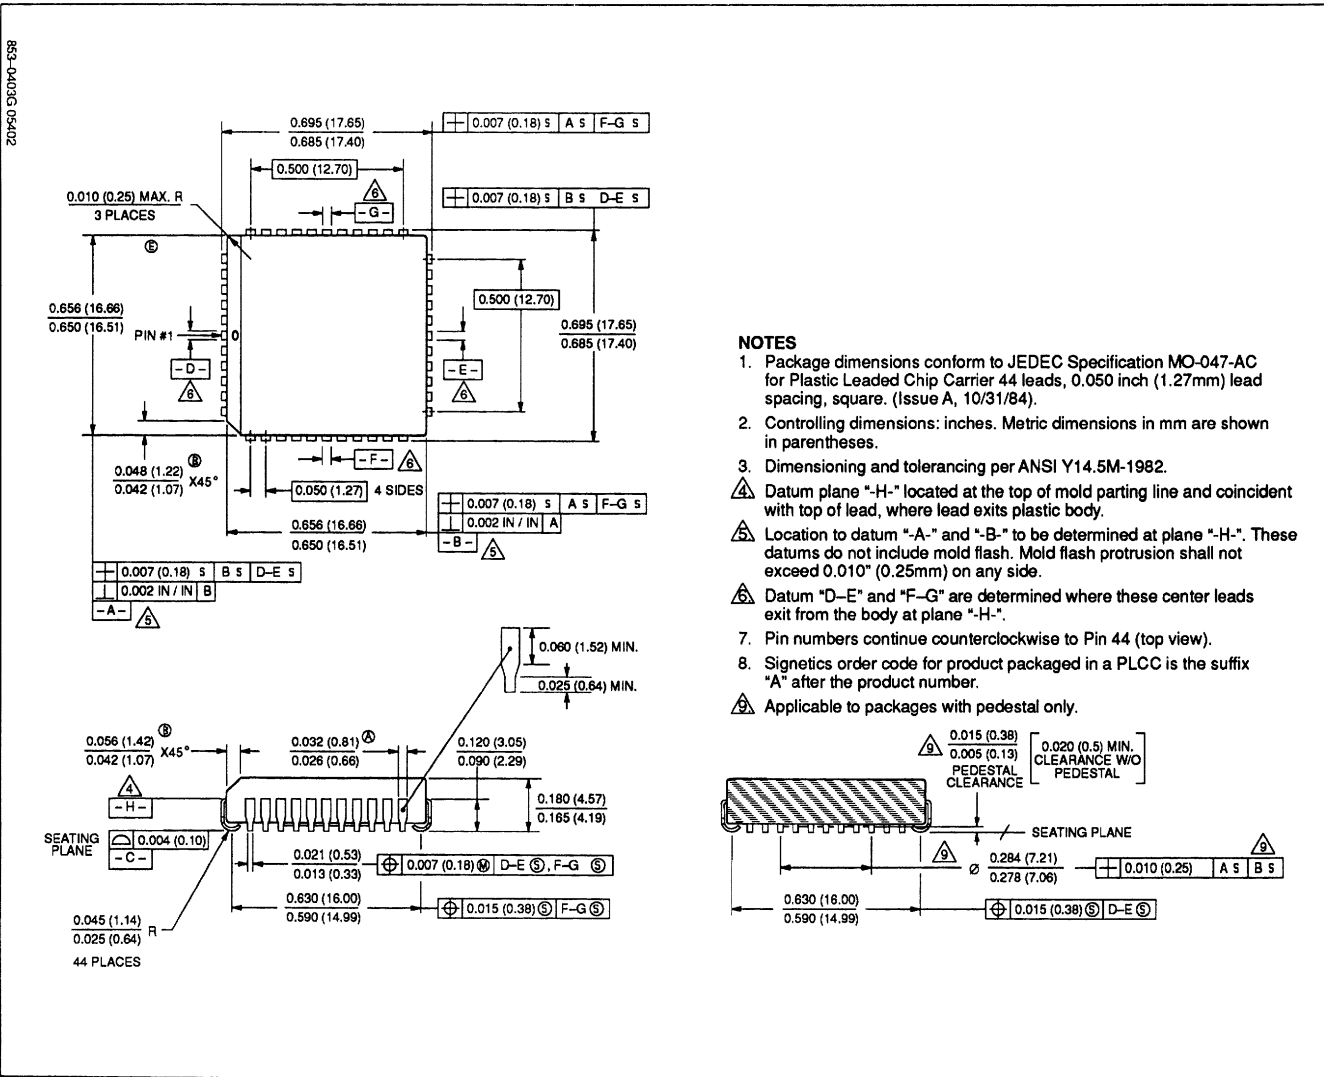 853-0403G 05402
0.695 (17.65)
0.685 (17.40)
0.007 (0.18) S A S F–G S
0.500 (12.70)
6
-G-
0.007 (0.18) S B S D–E S
0.010 (0.25) MAX. R
3 PLACES
E
0.656 (16.66)
0.650 (16.51)
PIN #1
0.500 (12.70)
0.695 (17.65)
0.685 (17.40)
-D-
6
-E-
6
-F-
6
0.048 (1.22)
0.042 (1.07)
B
X45°
0.050 (1.27) 4 SIDES
0.656 (16.66)
0.650 (16.51)
0.007 (0.18) S A S F–G S
0.002 IN / IN A
-B-
5
0.007 (0.18) S B S D–E S
0.002 IN / IN B
-A-
5
0.060 (1.52) MIN.
0.025 (0.64) MIN.
0.056 (1.42)
0.042 (1.07)
B
X45°
0.032 (0.81) A
0.026 (0.66)
0.120 (3.05)
0.090 (2.29)
4
-H-
0.180 (4.57)
0.165 (4.19)
SEATING
PLANE
0.004 (0.10)
-C-
0.021 (0.53)
0.013 (0.33)
0.007 (0.18) M D–E S, F–G S
0.630 (16.00)
0.590 (14.99)
0.015 (0.38) S F–G S
0.045 (1.14)
0.025 (0.64)
R
44 PLACES
NOTES
1. Package dimensions conform to JEDEC Specification MO-047-AC
for Plastic Leaded Chip Carrier 44 leads, 0.050 inch (1.27mm) lead
spacing, square. (Issue A, 10/31/84).
2. Controlling dimensions: inches. Metric dimensions in mm are shown
in parentheses.
3. Dimensioning and tolerancing per ANSI Y14.5M-1982.
4. Datum plane "-H-" located at the top of mold parting line and coincident
with top of lead, where lead exits plastic body.
5. Location to datum "-A-" and "-B-" to be determined at plane "-H-". These
datums do not include mold flash. Mold flash protrusion shall not
exceed 0.010" (0.25mm) on any side.
6. Datum "D–E" and "F–G" are determined where these center leads
exit from the body at plane "-H-".
7. Pin numbers continue counterclockwise to Pin 44 (top view).
8. Signetics order code for product packaged in a PLCC is the suffix
"A" after the product number.
9. Applicable to packages with pedestal only.
9
0.015 (0.38)
0.005 (0.13)
PEDESTAL
CLEARANCE
0.020 (0.5) MIN.
CLEARANCE W/O
PEDESTAL
SEATING PLANE
9
Ø 0.284 (7.21)
0.278 (7.06)
9
0.010 (0.25) A S B S
0.630 (16.00)
0.590 (14.99)
0.015 (0.38) S D–E S